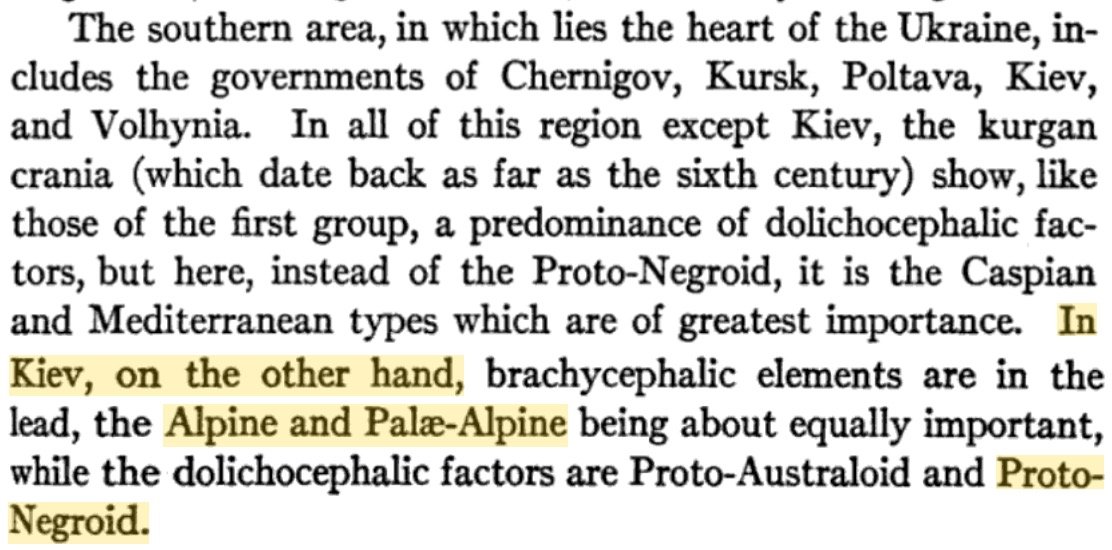 The southern area, in which lies the heart of the Ukraine, in-
cludes the governments of Chernigov, Kursk, Poltava, Kiev,
and Volhynia. In all of this region except Kiev, the kurgan
crania (which date back as far as the sixth century) show, like
those of the first group, a predominance of dolichocephalic fac-
tors, but here, instead of the Proto-Negroid, it is the Caspian
and Mediterranean types which are of greatest importance. In
Kiev, on the other hand, brachycephalic elements are in the
lead, the Alpine and Palæ-Alpine being about equally important,
while the dolichocephalic factors are Proto-Australoid and Proto-
Negroid.